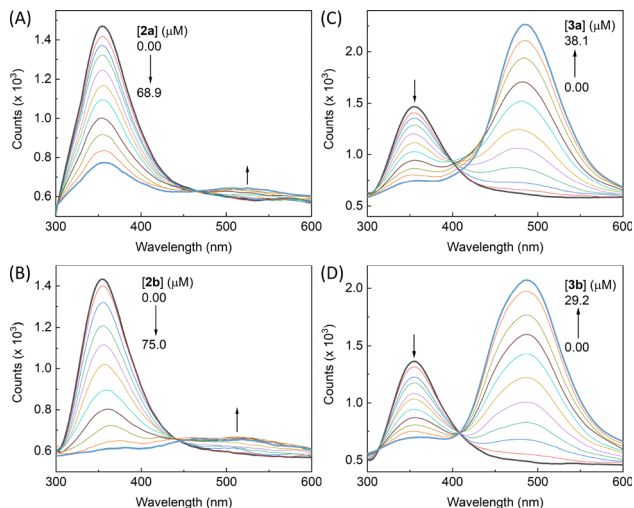 (A)
[2a] (μM)
0.00
68.9
1.4
1.2
1.0
0.8
0.6
Counts (x 10³)
300 400 500 600
Wavelength (nm)
(C)
[3a] (μM)
38.1
0.00
2.0
1.5
1.0
0.5
Counts (x 10³)
300 400 500 600
Wavelength (nm)
(B)
[2b] (μM)
0.00
75.0
1.4
1.2
1.0
0.8
0.6
Counts (x 10³)
300 400 500 600
Wavelength (nm)
(D)
[3b] (μM)
29.2
0.00
2.0
1.5
1.0
0.5
Counts (x 10³)
300 400 500 600
Wavelength (nm)